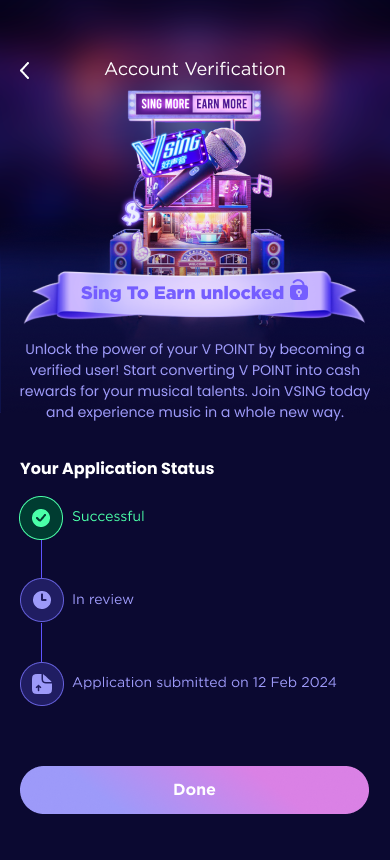 Account Verification
SING MORE EARN MORE
VSING
好声音
$
Sing To Earn unlocked
Unlock the power of your V POINT by becoming a
verified user! Start converting V POINT into cash
rewards for your musical talents. Join VSING today
and experience music in a whole new way.
Your Application Status
Successful
In review
Application submitted on 12 Feb 2024
Done